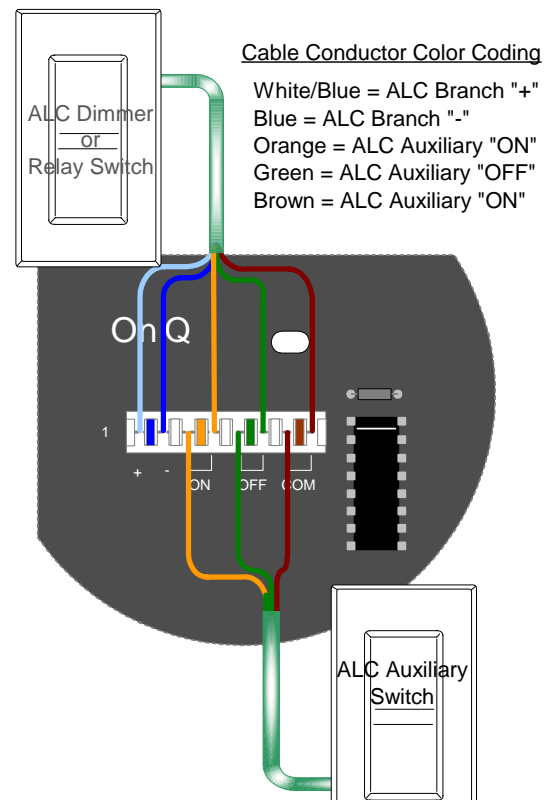 Cable Conductor Color Coding
White/Blue = ALC Branch "+"
Blue = ALC Branch "-"
Orange = ALC Auxiliary "ON"
Green = ALC Auxiliary "OFF"
Brown = ALC Auxiliary "ON"
ALC Dimmer
or
Relay Switch
On Q
1
+ - ON OFF COM
ALC Auxiliary
Switch